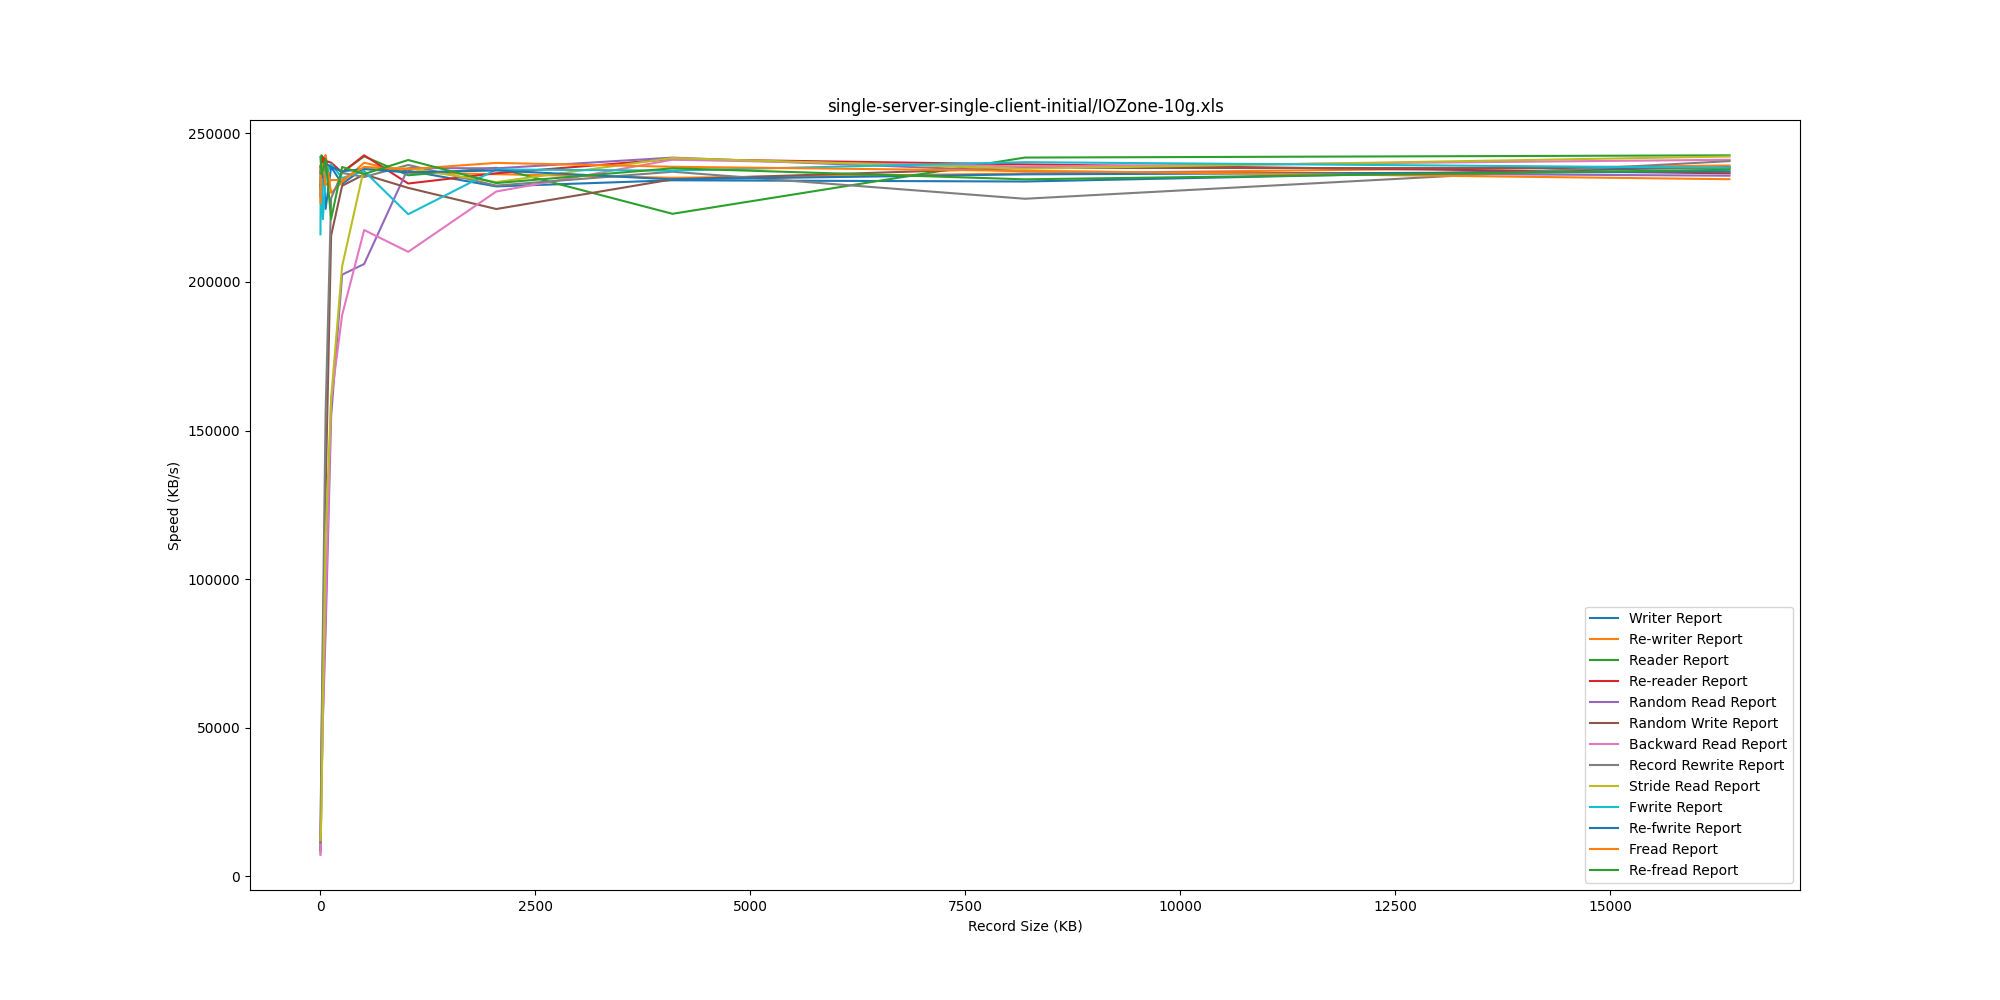 single-server-single-client-initial/IOZone-10g.xls
250000
200000
150000
100000
50000
0
Speed (KB/s)
0 2500 5000 7500 10000 12500 15000
Record Size (KB)
Writer Report
Re-writer Report
Reader Report
Re-reader Report
Random Read Report
Random Write Report
Backward Read Report
Record Rewrite Report
Stride Read Report
Fwrite Report
Re-fwrite Report
Fread Report
Re-fread Report